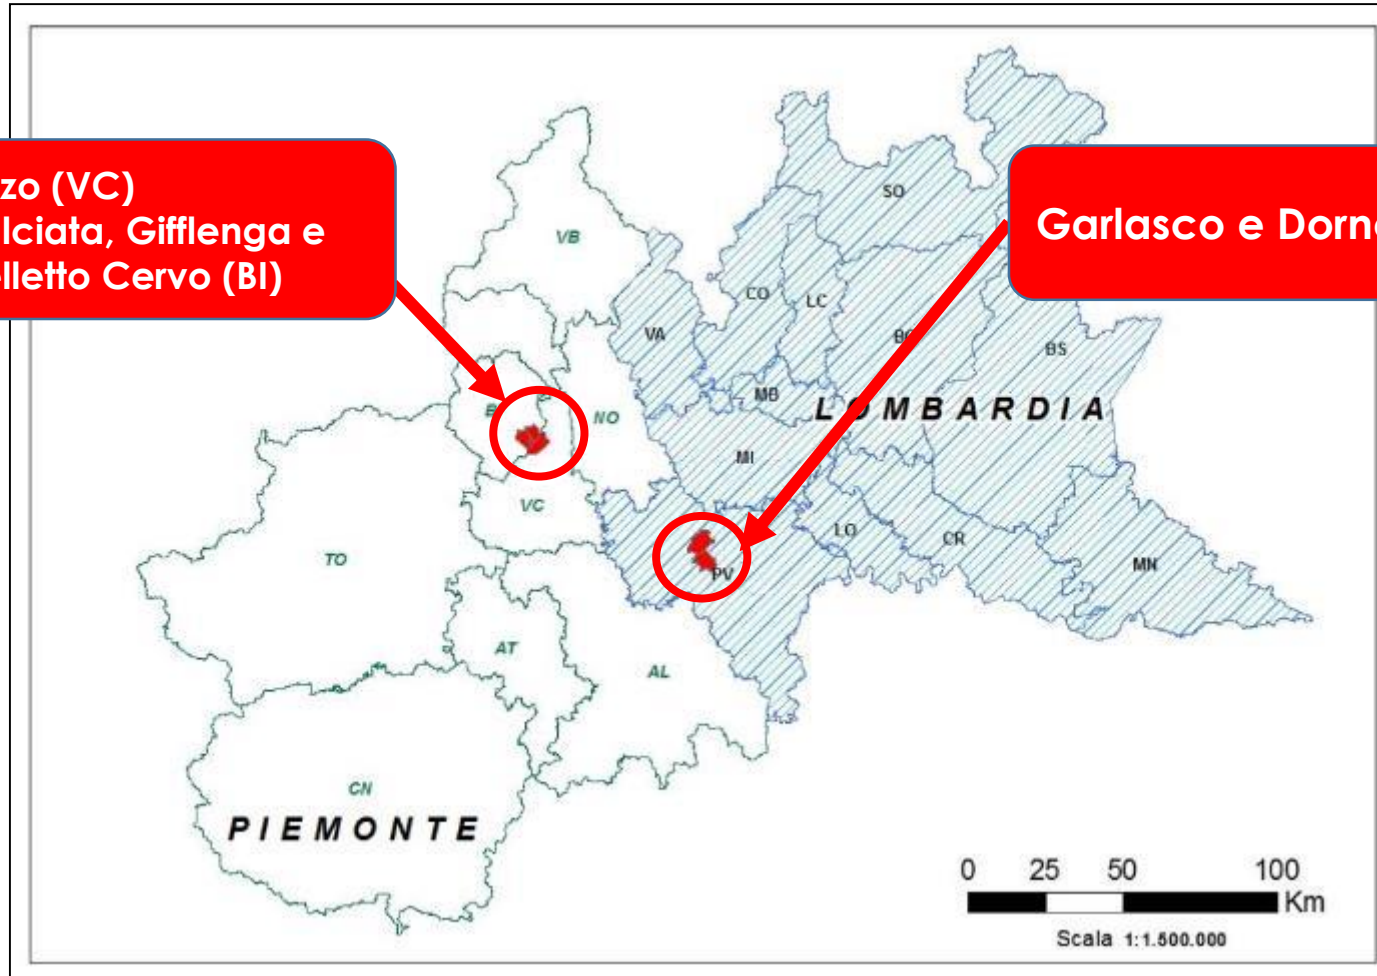 zo (VC)
lciata, Gifflenga e
elletto Cervo (BI)
Garlasco e Dorn
SO
VB
CO
LC
VA
BS
MB
LOMBARDIA
NO
MI
VC
LO
CR
TO
PV
MN
AT
AL
CN
PIEMONTE
0 25 50 100
Km
Scala 1:1.500.000